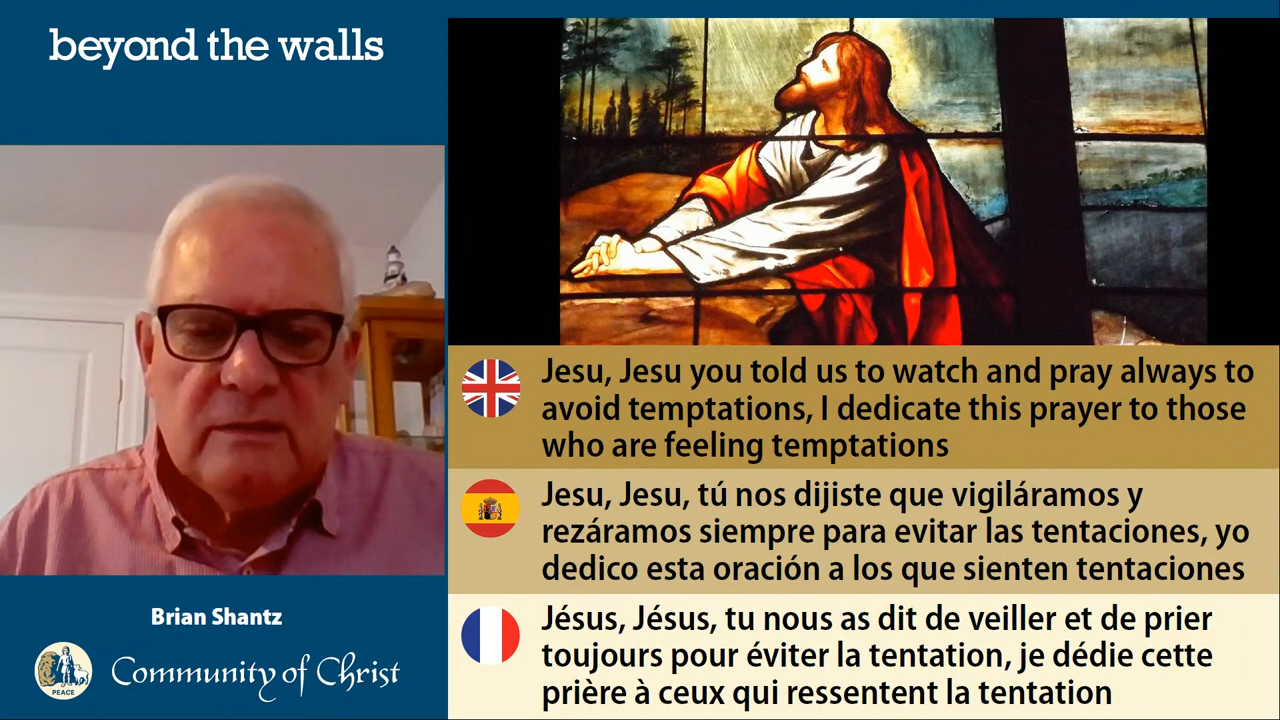 beyond the walls
Jesu, Jesu you told us to watch and pray always to
avoid temptations, I dedicate this prayer to those
who are feeling temptations
Jesu, Jesu, tú nos dijiste que vigiláramos y
rezáramos siempre para evitar las tentaciones, yo
dedico esta oración a los que sienten tentaciones
Jésus, Jésus, tu nous as dit de veiller et de prier
toujours pour éviter la tentation, je dédie cette
prière à ceux qui ressentent la tentation
Brian Shantz
PEACE
Community of Christ